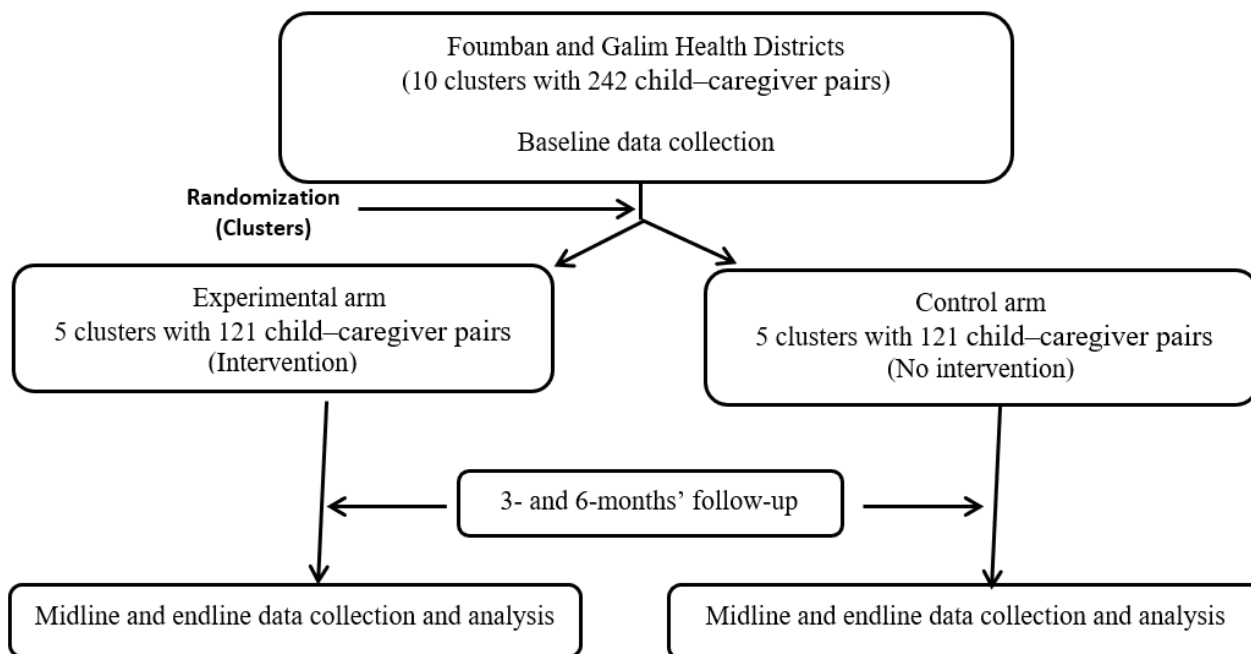 Foumban and Galim Health Districts
(10 clusters with 242 child–caregiver pairs)
Baseline data collection
Randomization
(Clusters)
Experimental arm
5 clusters with 121 child–caregiver pairs
(Intervention)
Control arm
5 clusters with 121 child–caregiver pairs
(No intervention)
3- and 6-months’ follow-up
Midline and endline data collection and analysis
Midline and endline data collection and analysis